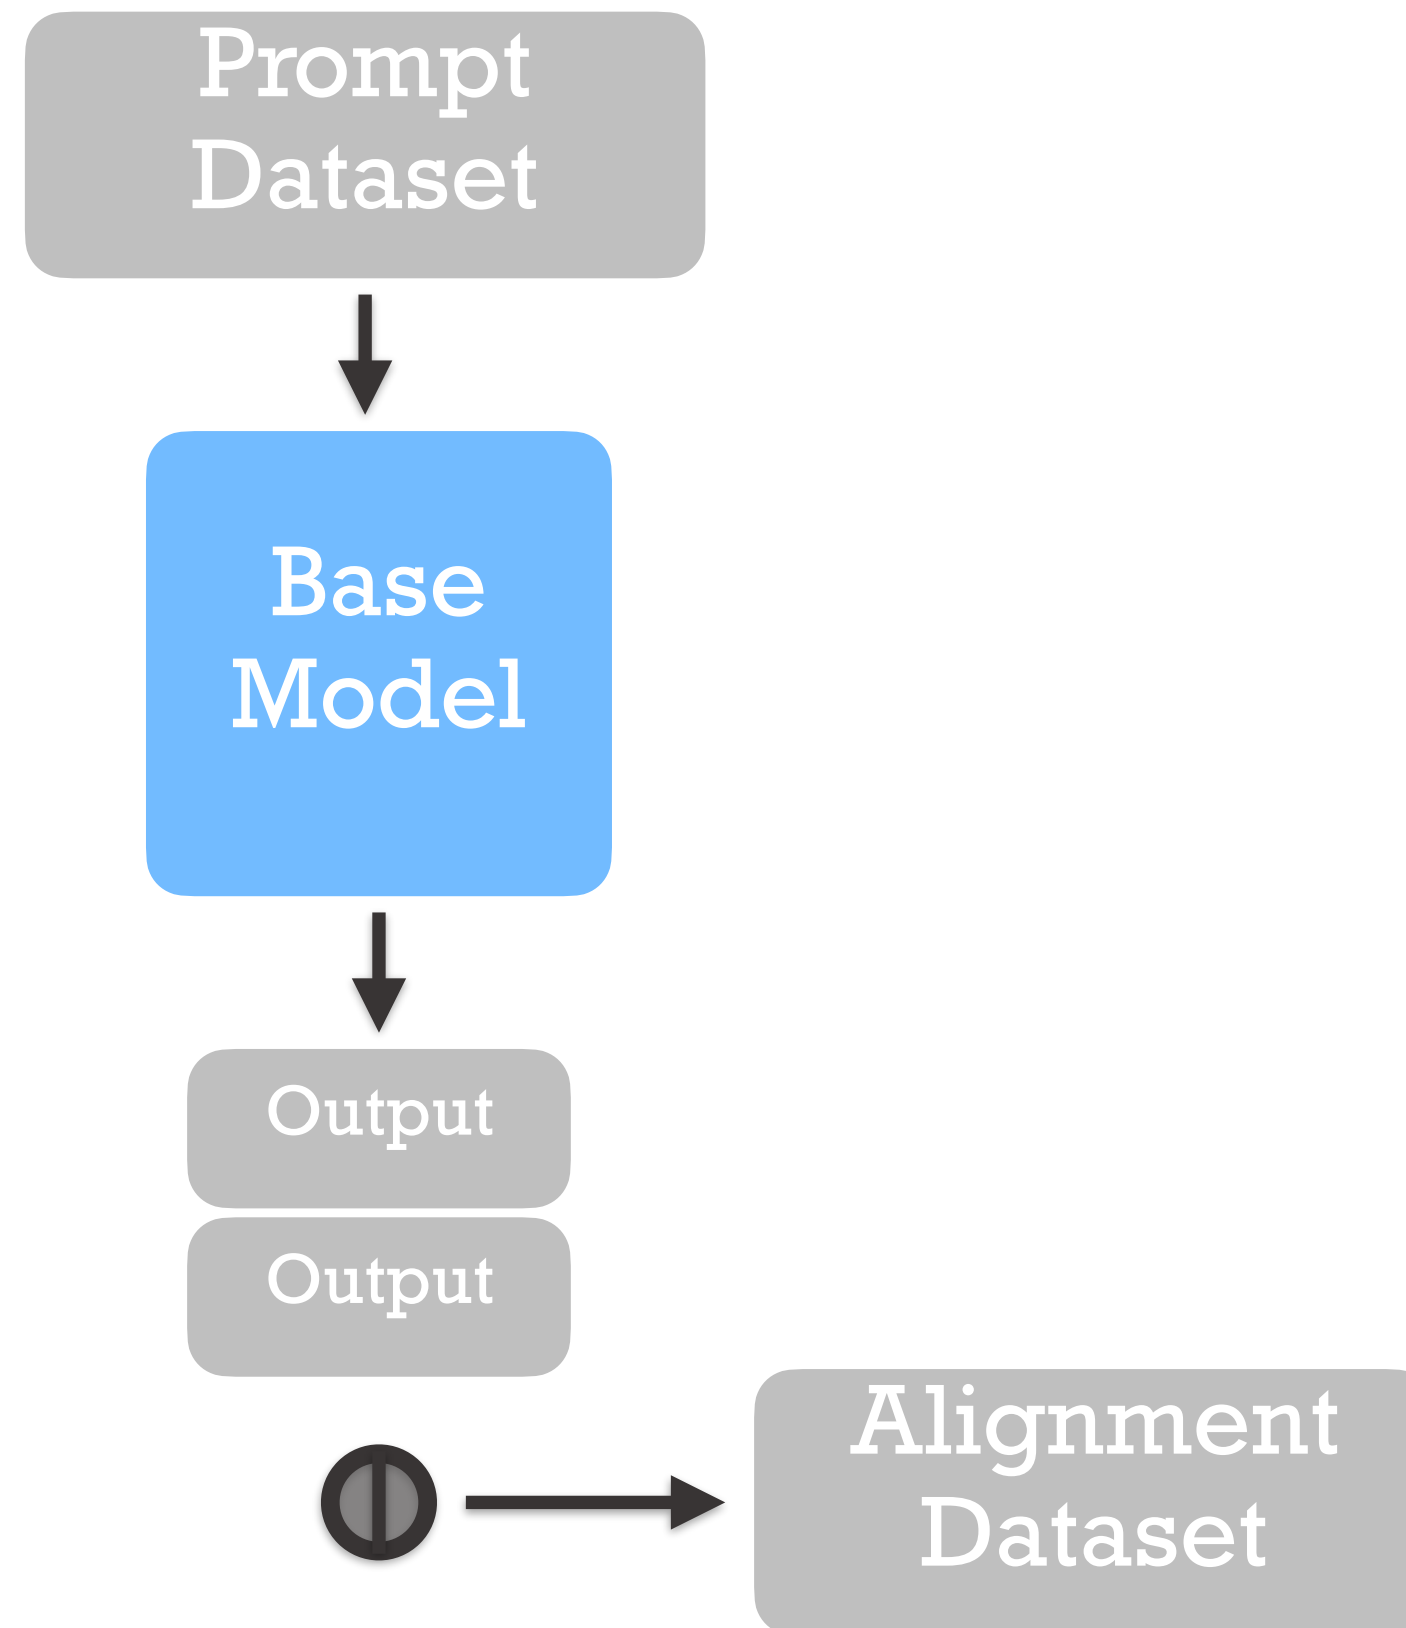 Prompt
Dataset
Base
Model
Output
Output
Alignment
Dataset